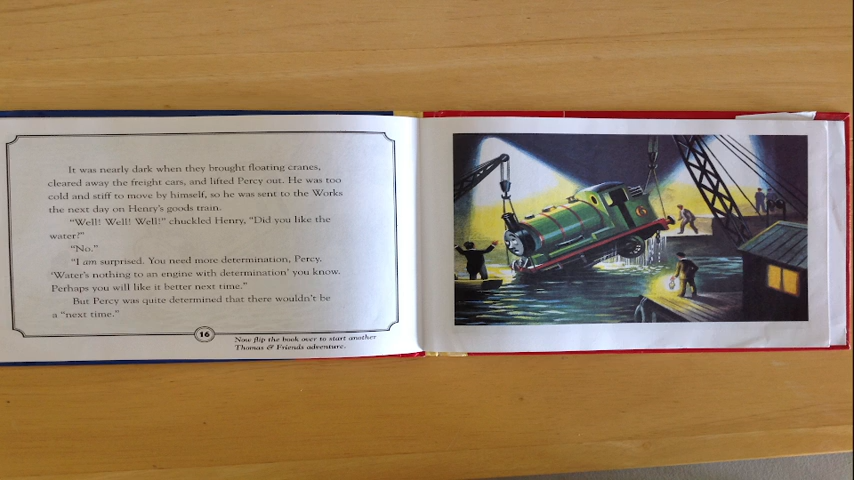 It was nearly dark when they brought floating cranes,
cleared away the freight cars, and lifted Percy out. He was too
cold and stiff to move by himself, so he was sent to the Works
the next day on Henry's goods train.
"Well! Well! Well!" chuckled Henry, "Did you like the
water?"
"No."
"I am surprised. You need more determination, Percy.
'Water's nothing to an engine with determination' you know.
Perhaps you will like it better next time."
But Percy was quite determined that there wouldn't be
a "next time."
16
Now flip the book over to start another
Thomas & Friends adventure.
6